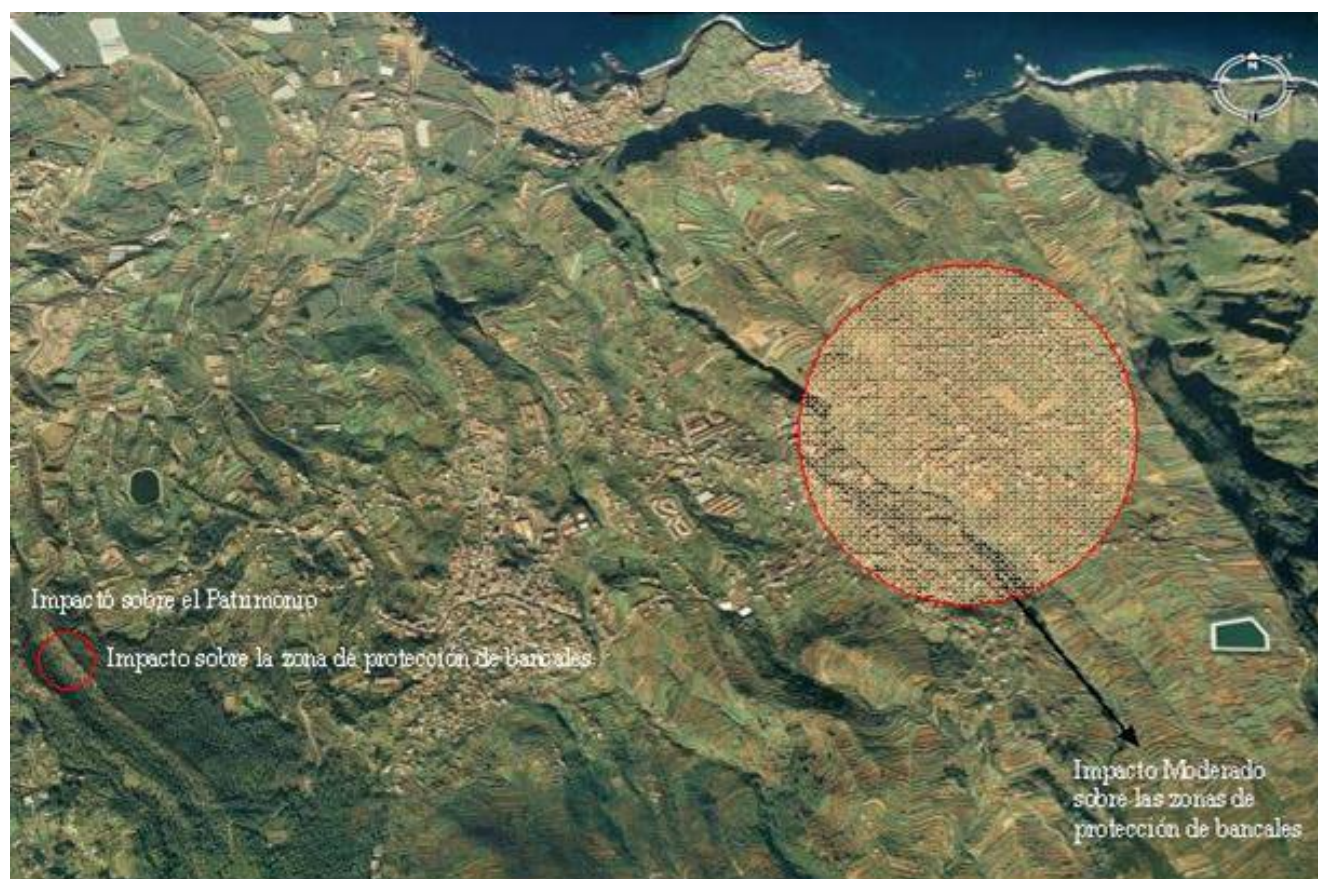 N
Impactó sobre el Patrimonio
Impacto sobre la zona de protección de bancales
Impacto Moderado
sobre las zonas de
protección de bancales